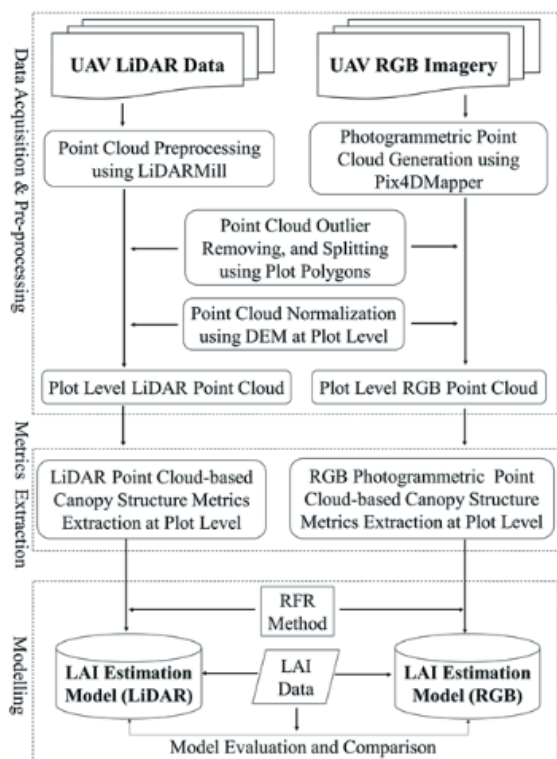 Data Acquisition & Pre-processing
UAV LiDAR Data
UAV RGB Imagery
Point Cloud Preprocessing
using LiDARMill
Photogrammetric Point
Cloud Generation using
Pix4DMapper
Point Cloud Outlier
Removing, and Splitting
using Plot Polygons
Point Cloud Normalization
using DEM at Plot Level
Plot Level LiDAR Point Cloud
Plot Level RGB Point Cloud
Metrics Extraction
LiDAR Point Cloud-based
Canopy Structure Metrics
Extraction at Plot Level
RGB Photogrammetric Point
Cloud-based Canopy Structure
Metrics Extraction at Plot Level
Modelling
RFR
Method
LAI Estimation
Model (LiDAR)
LAI
Data
LAI Estimation
Model (RGB)
Model Evaluation and Comparison